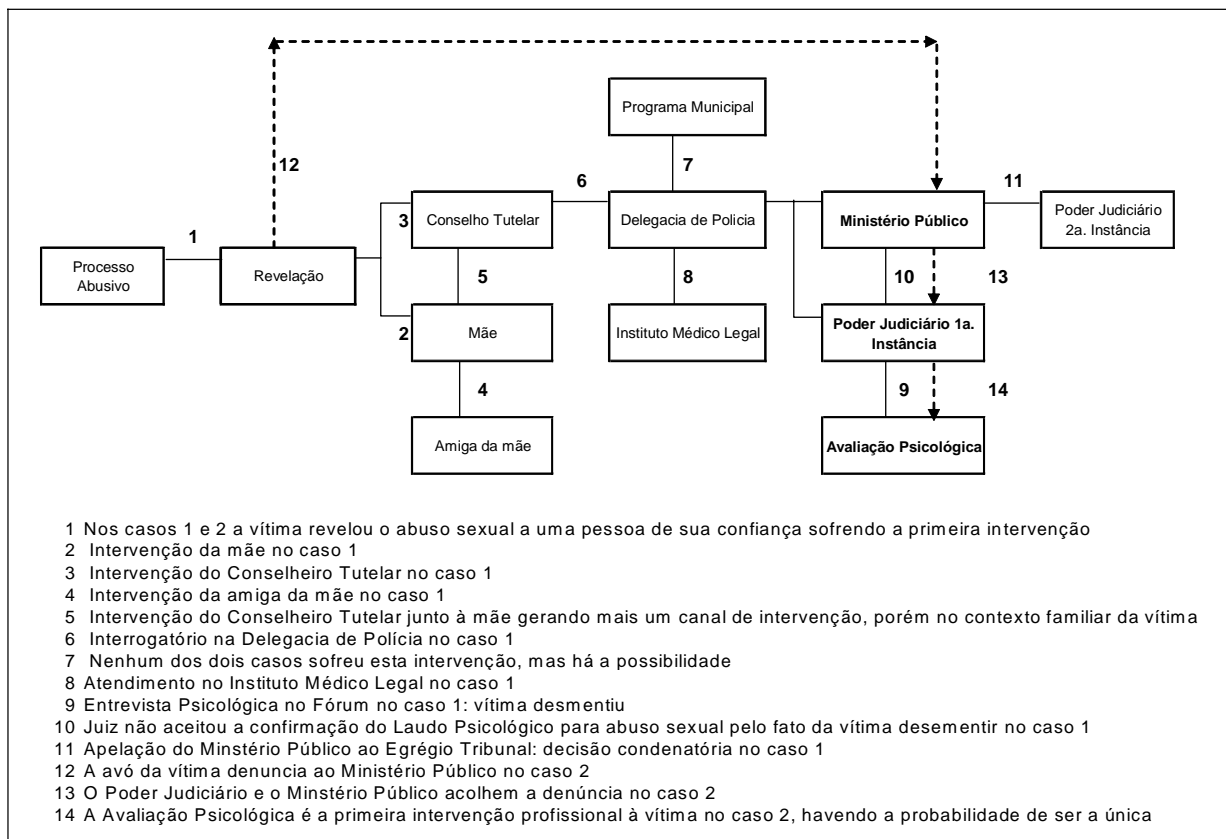 Programa Municipal
12
7
6
11
3
Conselho Tutelar
Delegacia de Policia
Ministério Público
Poder Judiciário
2a. Instância
1
Processo
Abusivo
Revelação
5
8
10
13
2
Mãe
Instituto Médico Legal
Poder Judiciário 1a.
Instância
4
9
14
Amiga da mãe
Avaliação Psicológica
1 Nos casos 1 e 2 a vítima revelou o abuso sexual a uma pessoa de sua confiança sofrendo a primeira intervenção
2 Intervenção da mãe no caso 1
3 Intervenção do Conselheiro Tutelar no caso 1
4 Intervenção da amiga da mãe no caso 1
5 Intervenção do Conselheiro Tutelar junto à mãe gerando mais um canal de intervenção, porém no contexto familiar da vítima
6 Interrogatório na Delegacia de Polícia no caso 1
7 Nenhum dos dois casos sofreu esta intervenção, mas há a possibilidade
8 Atendimento no Instituto Médico Legal no caso 1
9 Entrevista Psicológica no Fórum no caso 1: vítima desmentiu
10 Juiz não aceitou a confirmação do Laudo Psicológico para abuso sexual pelo fato da vítima desementir no caso 1
11 Apelação do Minstério Público ao Egrégio Tribunal: decisão condenatória no caso 1
12 A avó da vítima denuncia ao Ministério Público no caso 2
13 O Poder Judiciário e o Minstério Público acolhem a denúncia no caso 2
14 A Avaliação Psicológica é a primeira intervenção profissional à vítima no caso 2, havendo a probabilidade de ser a única